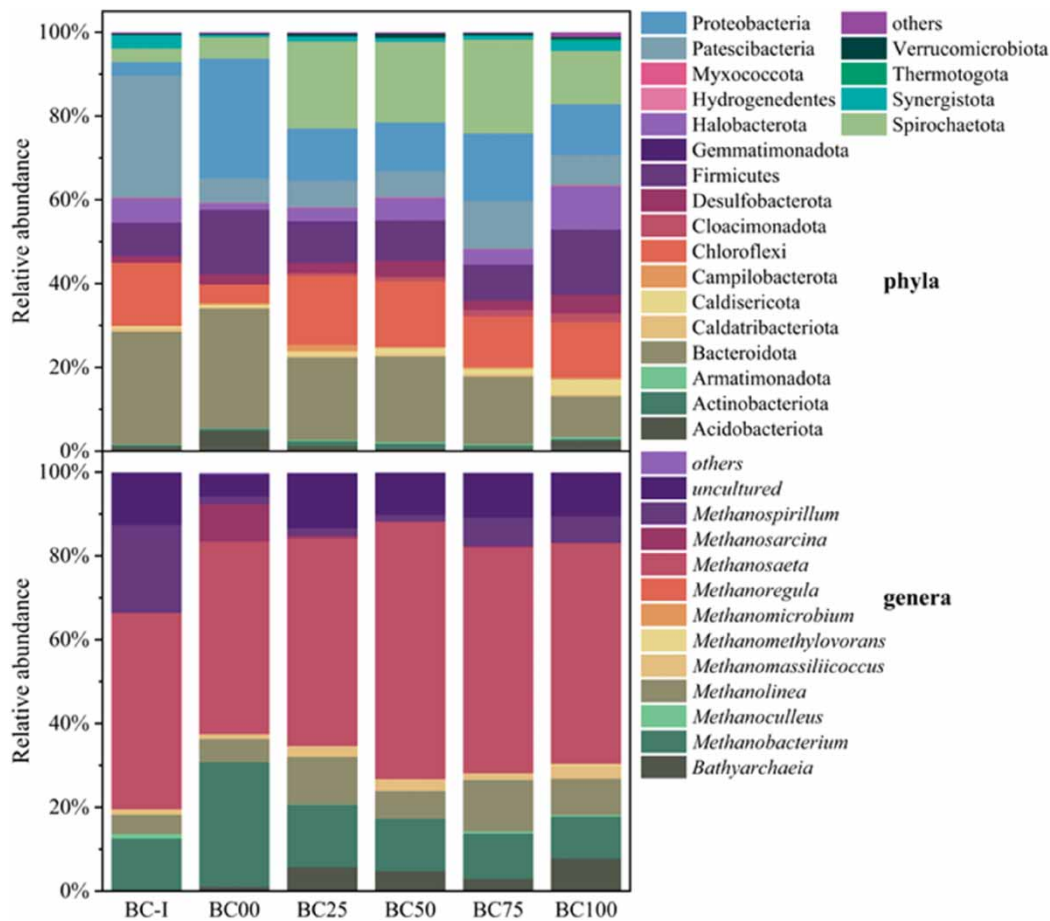 Relative abundance
100%
80%
60%
40%
20%
0%
Proteobacteria
Patescibacteria
Myxococcota
Hydrogenedentes
Halobacterota
Gemmatimonadota
Firmicutes
Desulfobacterota
Cloacimonadota
Chloroflexi
Campilobacterota
Caldisericota
Caldatribacteriota
Bacteroidota
Armatimonadota
Actinobacteriota
Acidobacteriota
others
Verrucomicrobiota
Thermotogota
Synergistota
Spirochaetota
phyla
Relative abundance
100%
80%
60%
40%
20%
0%
BC-I BC00 BC25 BC50 BC75 BC100
others
uncultured
Methanospirillum
Methanosarcina
Methanosaeta
Methanoregula
Methanomicrobium
Methanomethylovorans
Methanomassiliicoccus
Methanolinea
Methanoculleus
Methanobacterium
Bathyarchaeia
genera